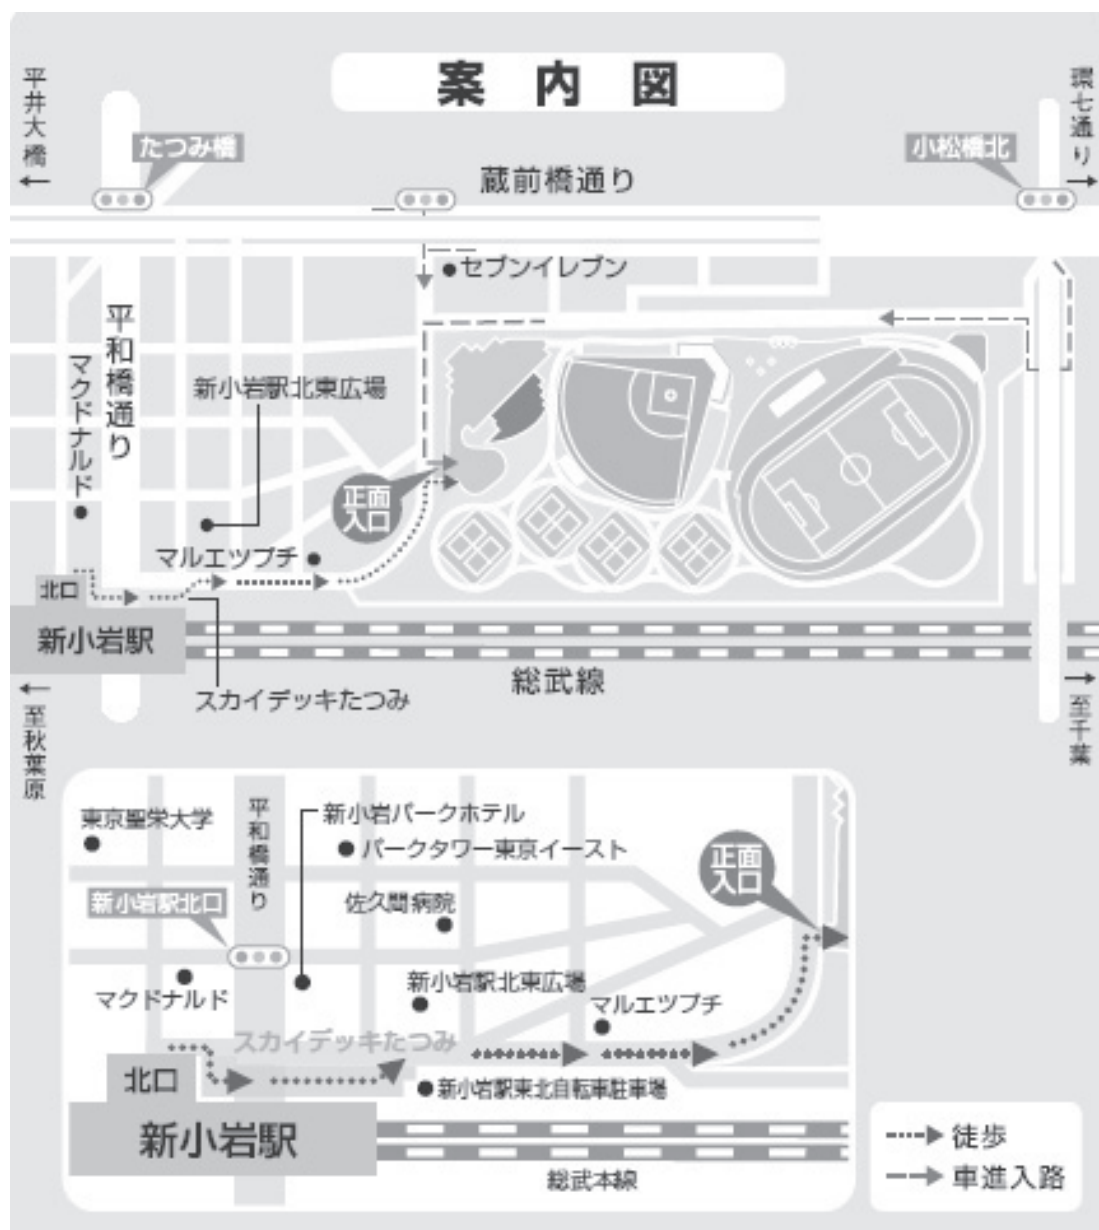 案内図
平井大橋
環七通り
たつみ橋
小松橋北
蔵前橋通り
セブンイレブン
平和橋通り
マクドナルド
新小岩駅北東広場
正面
入口
マルエツプチ
北口
新小岩駅
総武線
スカイデッキたつみ
至秋葉原
至千葉
東京聖栄大学
平和橋通り
新小岩パークホテル
パークタワー東京イースト
正面
入口
新小岩駅北口
佐久間病院
マクドナルド
新小岩駅北東広場
マルエツプチ
スカイデッキたつみ
北口
新小岩駅東北自転車駐車場
新小岩駅
総武本線
徒歩
車進入路